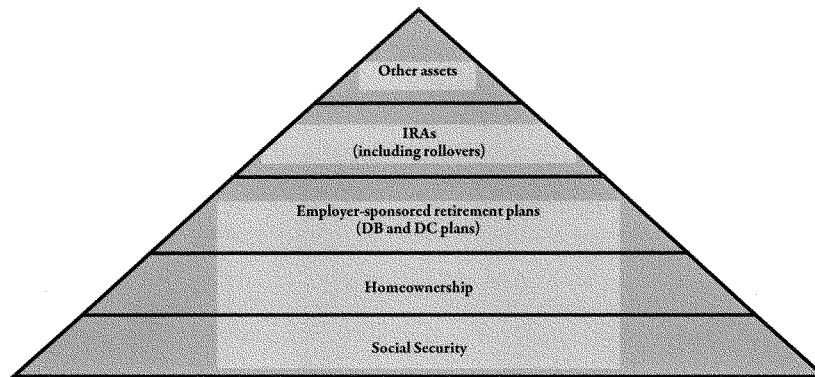 Other assets
IRAs
(including rollovers)
Employer-sponsored retirement plans
(DB and DC plans)
Homeownership
Social Security